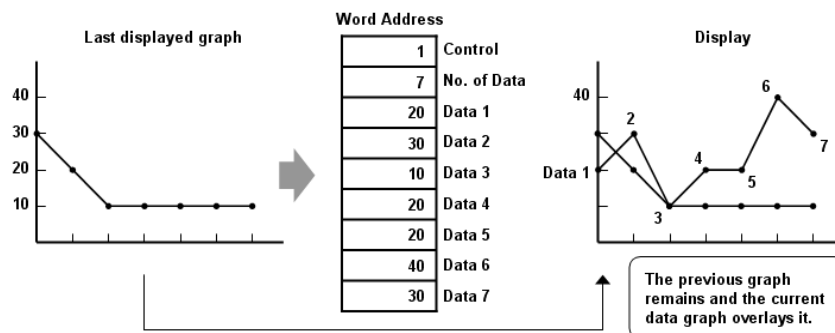 Last displayed graph
40
30
20
10
Word Address
1 Control
7 No. of Data
20 Data 1
30 Data 2
10 Data 3
20 Data 4
20 Data 5
40 Data 6
30 Data 7
Display
40
Data 1
2
3
4
5
6
7
The previous graph
remains and the current
data graph overlays it.